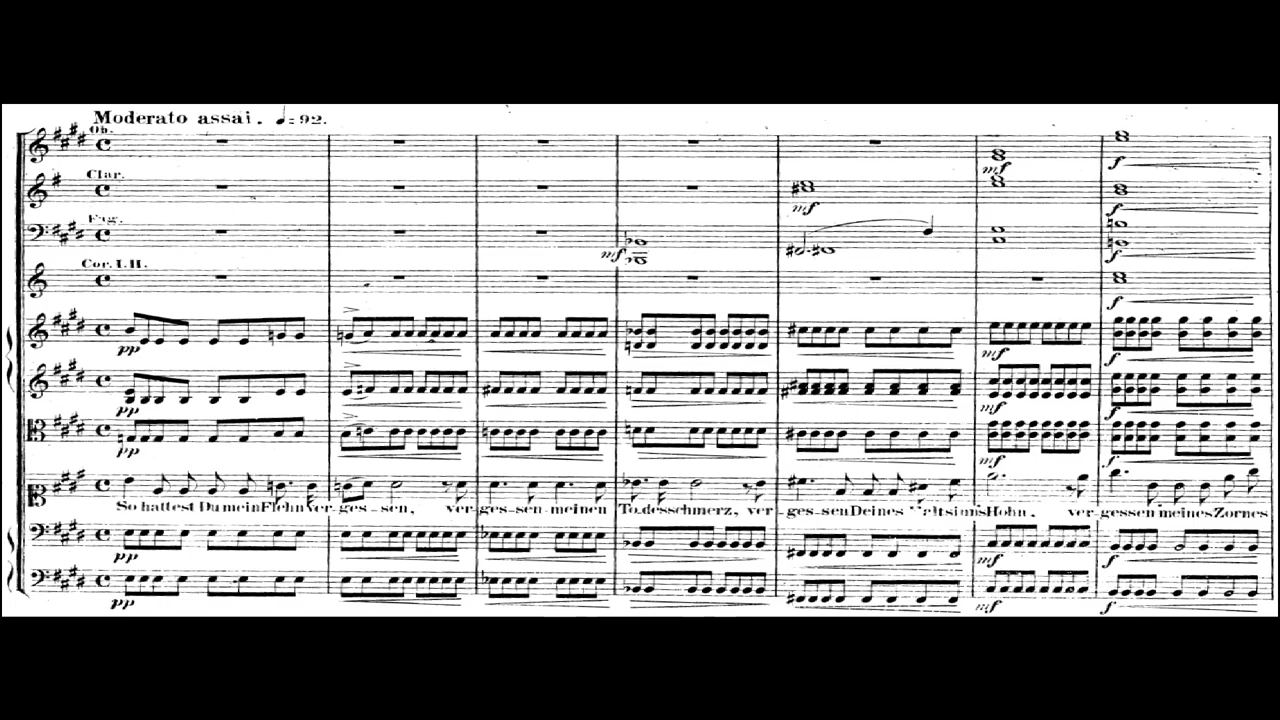 Moderato assai. ♩=92.
Ob.
Clar.
Fag.
Cor. I. II.
mf
mf
f
mf
f
mf
f
f
pp
mf
f
pp
mf
f
pp
mf
f
So hattest Du mein Flehn ver-ges-sen, ver-ges-sen meinen To-desschmerz, ver-ges-sen Deines Hohn. ver-gessen meines Zornes
pp
mf
f
pp
mf
f